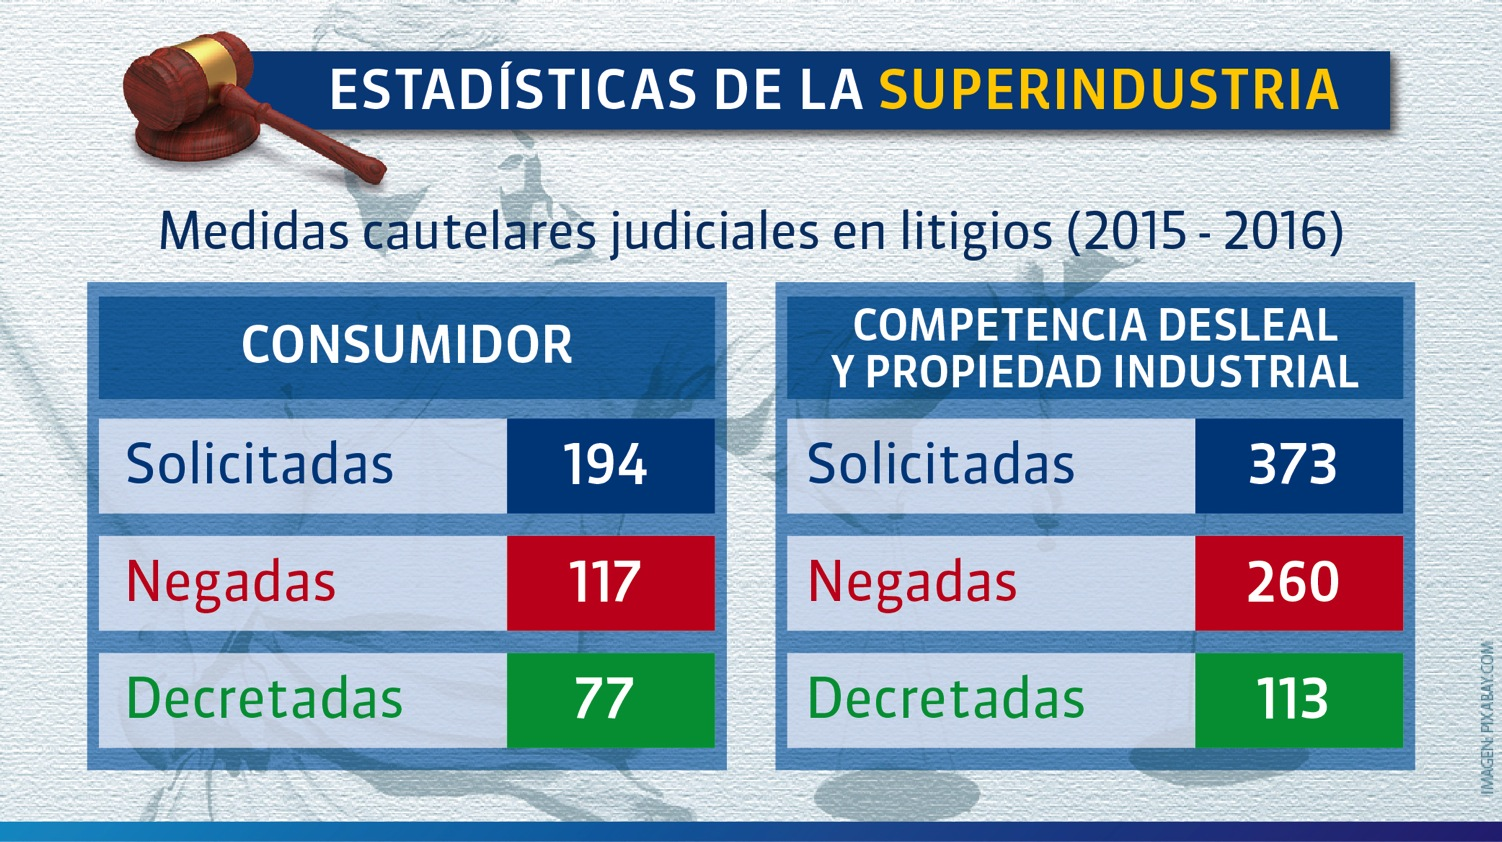 ESTADÍSTICAS DE LA SUPERINDUSTRIA
Medidas cautelares judiciales en litigios (2015 - 2016)
CONSUMIDOR
Solicitadas 194
Negadas 117
Decretadas 77
COMPETENCIA DESLEAL
Y PROPIEDAD INDUSTRIAL
Solicitadas 373
Negadas 260
Decretadas 113
IMAGEN: PIXABAY.COM